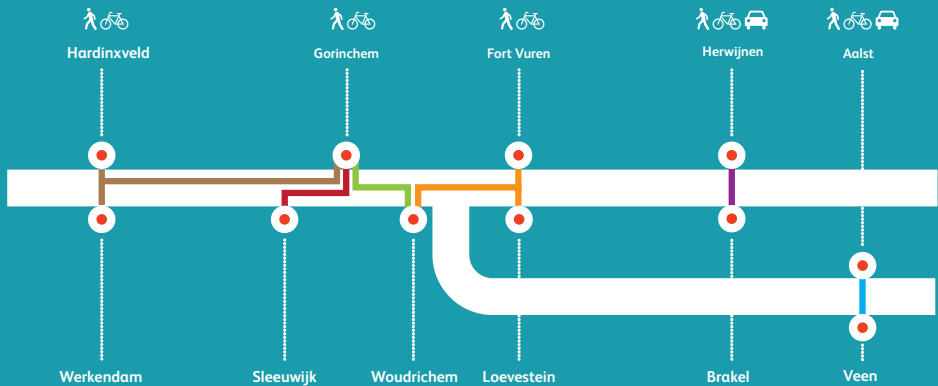 Hardinxveld
Gorinchem
Fort Vuren
Herwijnen
Aalst
Werkendam
Sleeuwijk
Woudrichem
Loevestein
Brakel
Veen